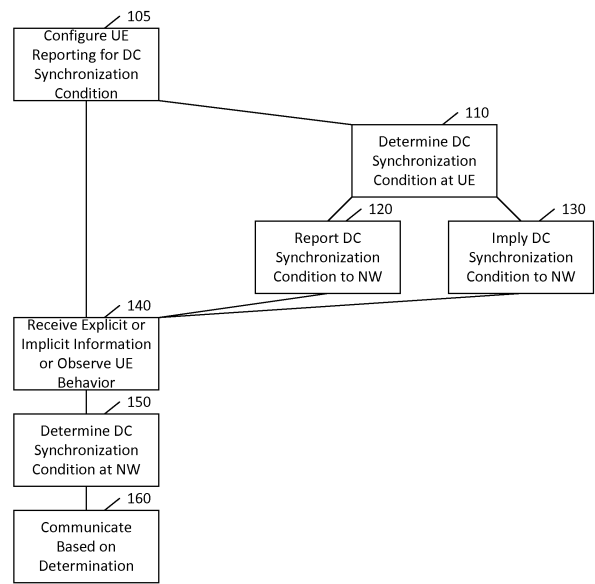 105
Configure UE
Reporting for DC
Synchronization
Condition
110
Determine DC
Synchronization
Condition at UE
120
Report DC
Synchronization
Condition to NW
130
Imply DC
Synchronization
Condition to NW
140
Receive Explicit or
Implicit Information
or Observe UE
Behavior
150
Determine DC
Synchronization
Condition at NW
160
Communicate
Based on
Determination